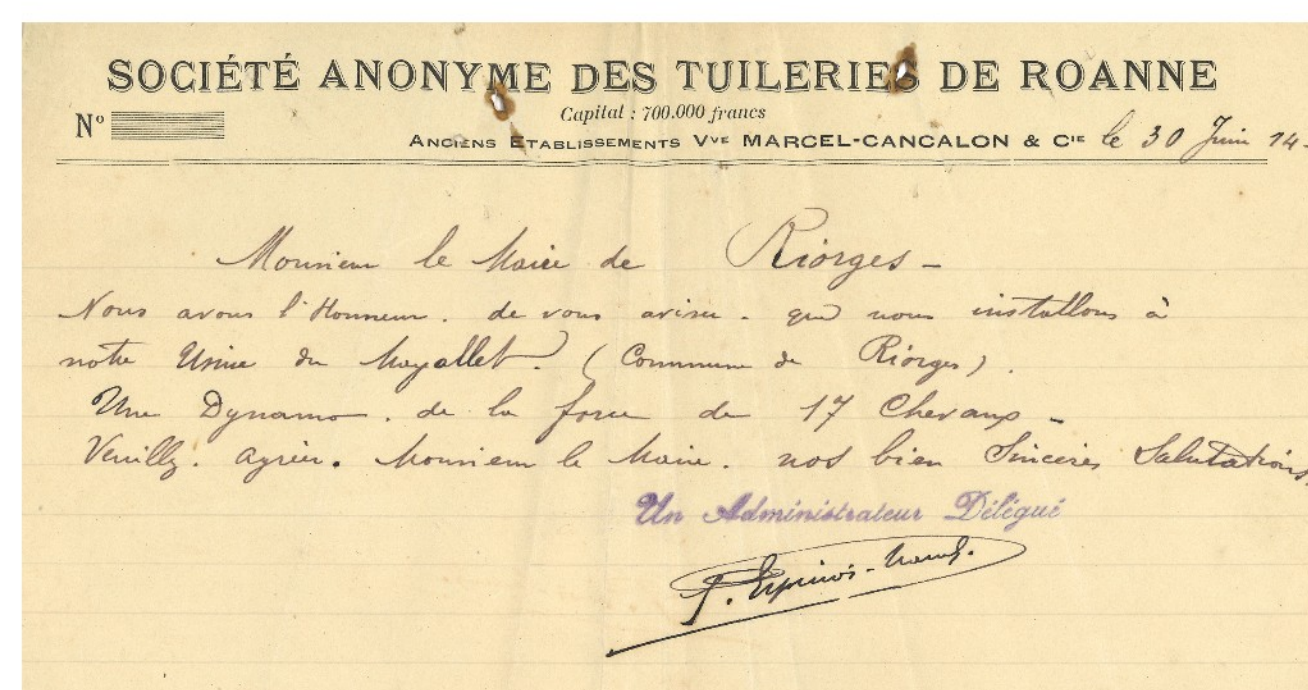 SOCIÉTÉ ANONYME DES TUILERIES DE ROANNE
Capital : 700.000 francs
N°
ANCIENS ETABLISSEMENTS Vve MARCEL-CANCALON & Cie le 30 Juin 14-
Monsieur le Maire de Riorges -
Nous avons l'Honneur. de vous aviser. que nous installons à
notre Usine du Mayollet. (Commune de Riorges).
Une Dynamo. de la force de 17 Chevaux -
Veuillez. agréer. Monsieur le Maire. nos bien Sincères Salutations.
Un Administrateur Délégué